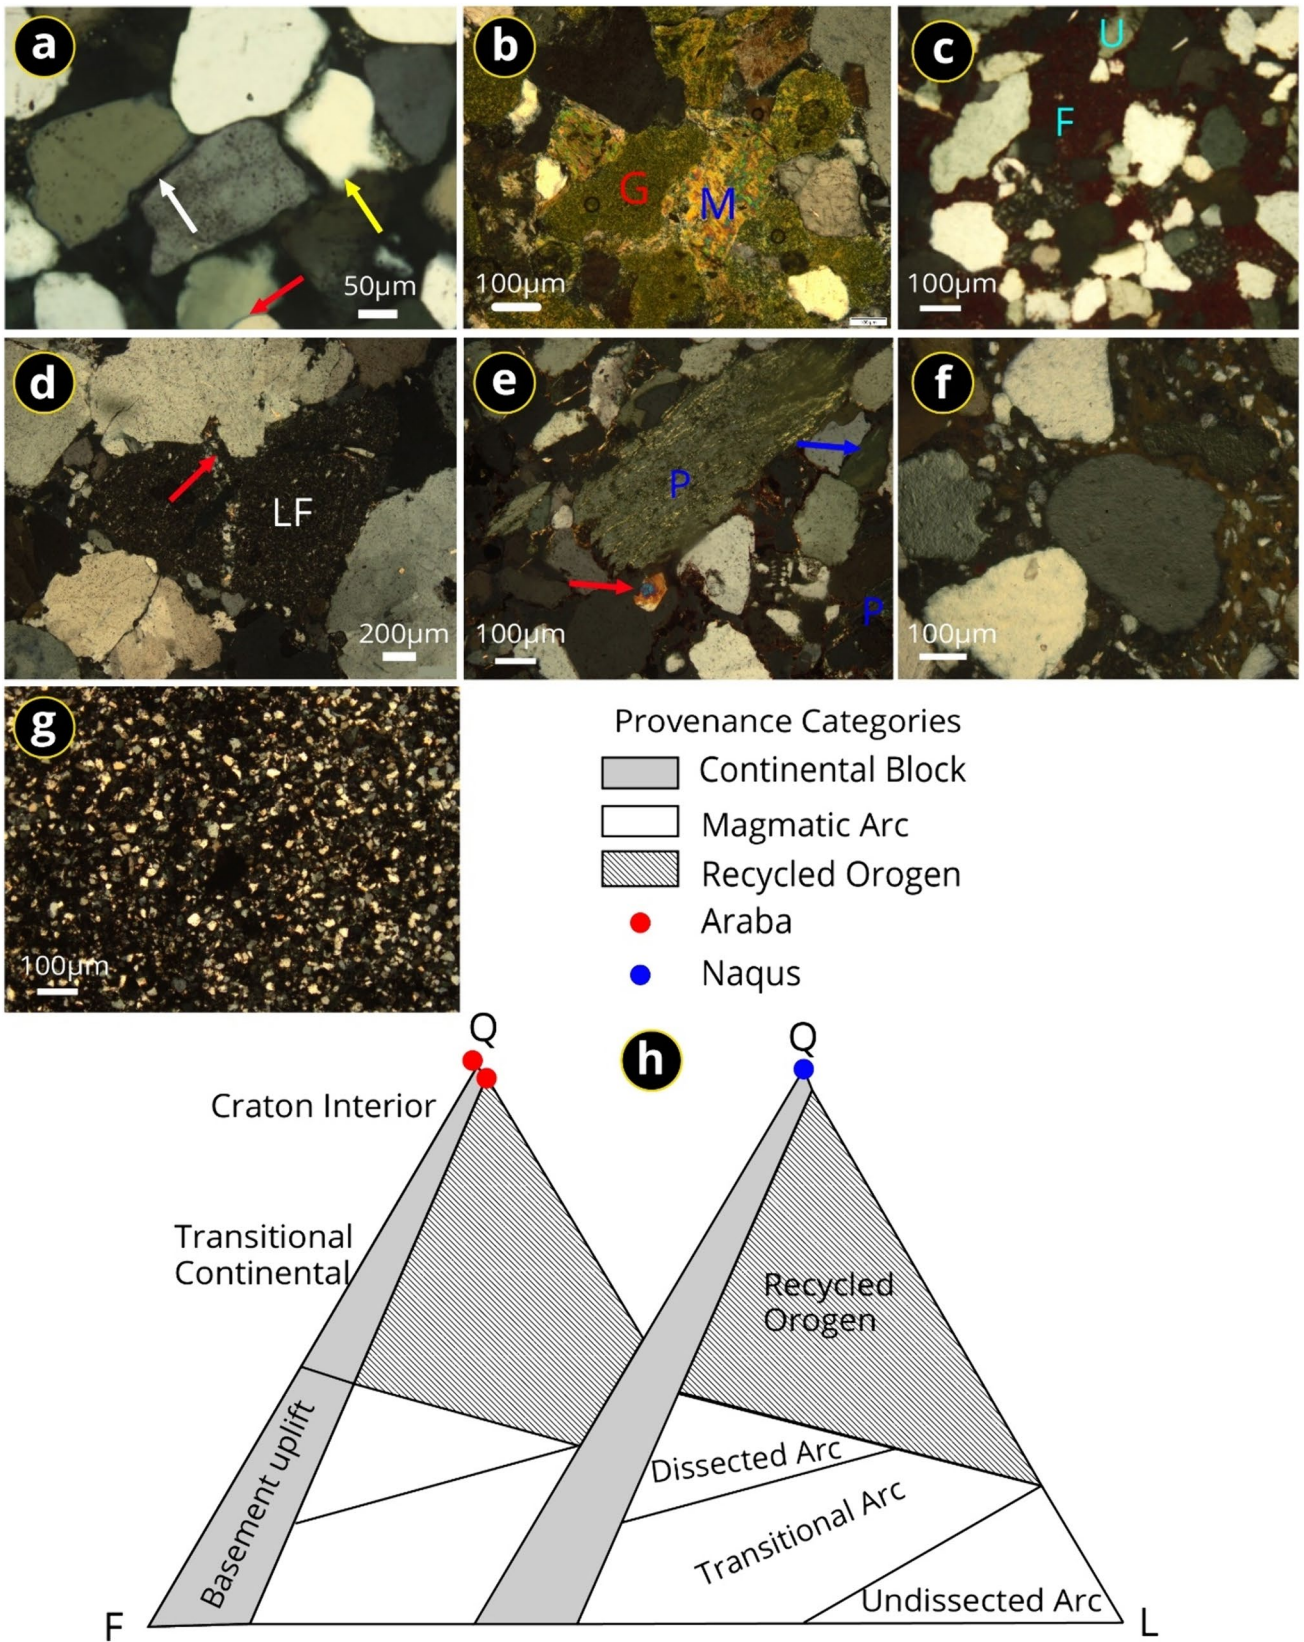 a
50μm
b
G
M
100μm
c
U
F
100μm
d
LF
200μm
e
P
P
100μm
f
100μm
g
100μm
Provenance Categories
Continental Block
Magmatic Arc
Recycled Orogen
Araba
Naqus
h
Q
Q
Craton Interior
Transitional
Continental
Recycled
Orogen
Basement uplift
Dissected Arc
Transitional Arc
Undissected Arc
F
L